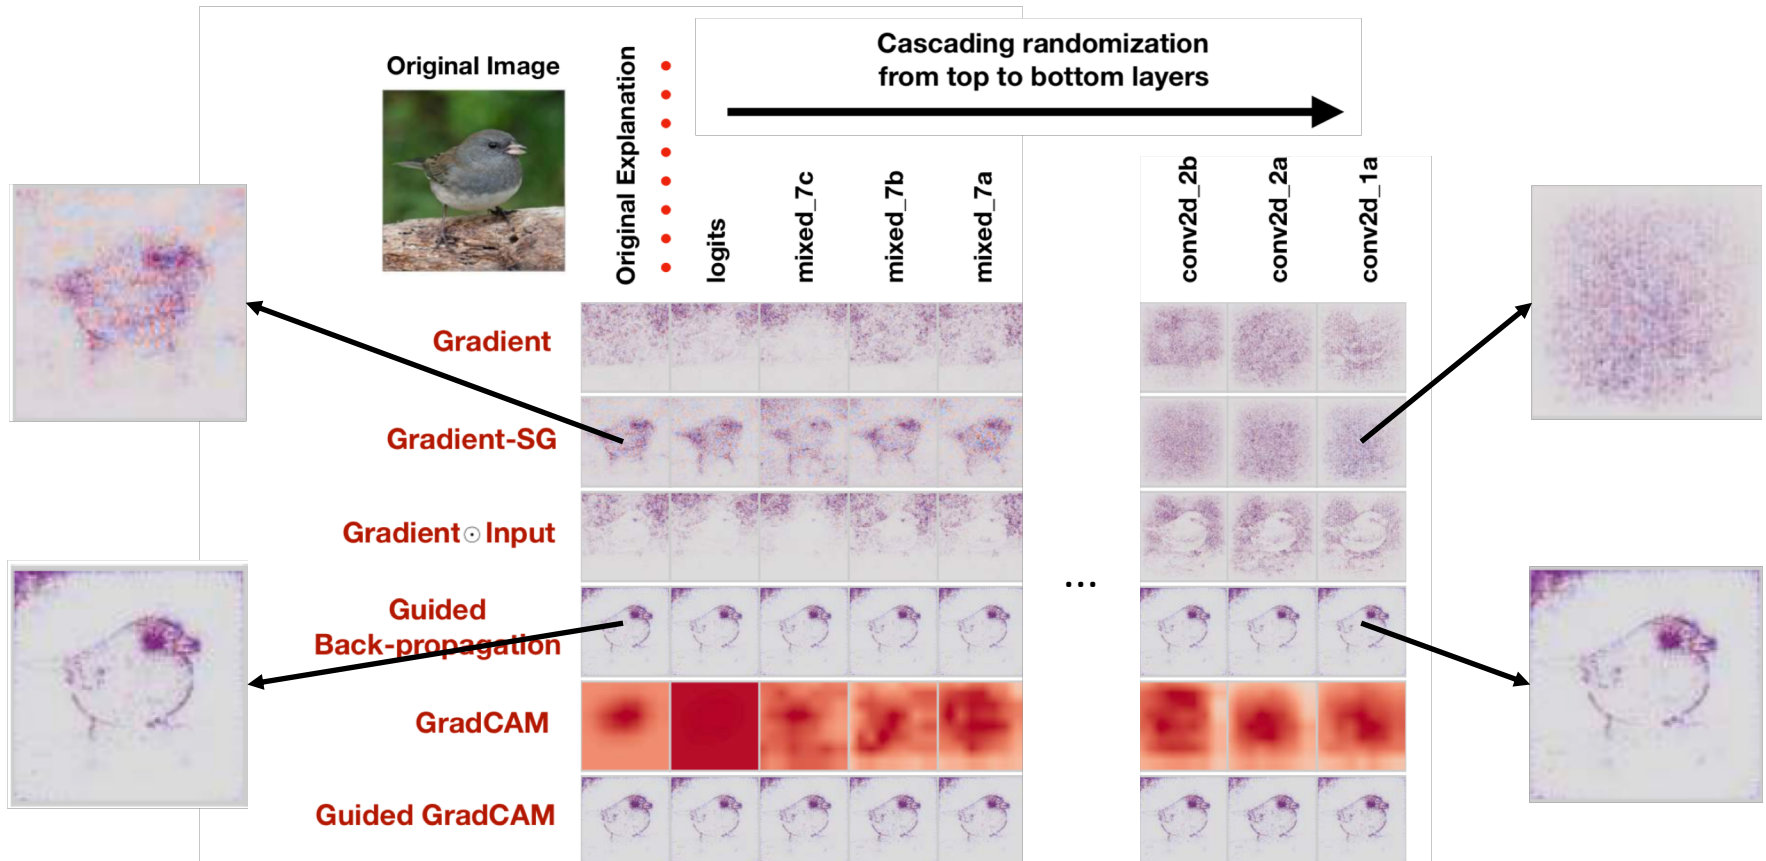 Original Image
Cascading randomization
from top to bottom layers
Original Explanation
logits
mixed_7c
mixed_7b
mixed_7a
conv2d_2b
conv2d_2a
conv2d_1a
Gradient
Gradient-SG
Gradient⊙Input
Guided
Back-propagation
...
GradCAM
Guided GradCAM